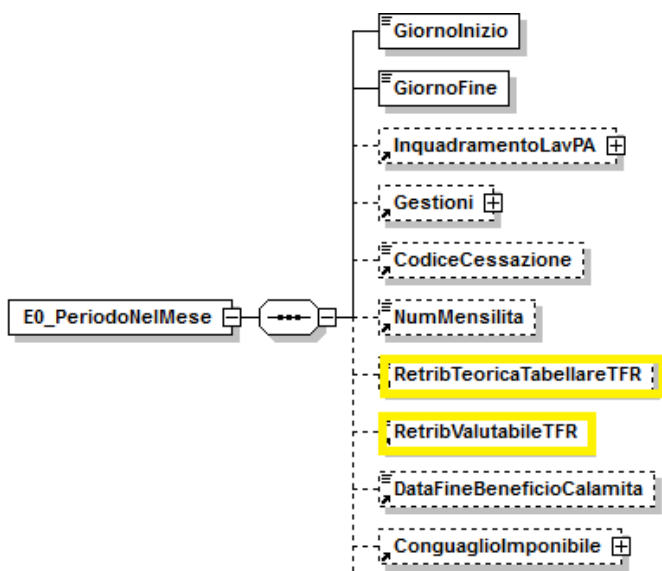 GiornoInizio
GiornoFine
InquadramentoLavPA
Gestioni
CodiceCessazione
E0_PeriodoNelMese
NumMensilita
RetribTeoricaTabellareTFR
RetribValutabileTFR
DataFineBeneficioCalamita
ConguaglioImponibile